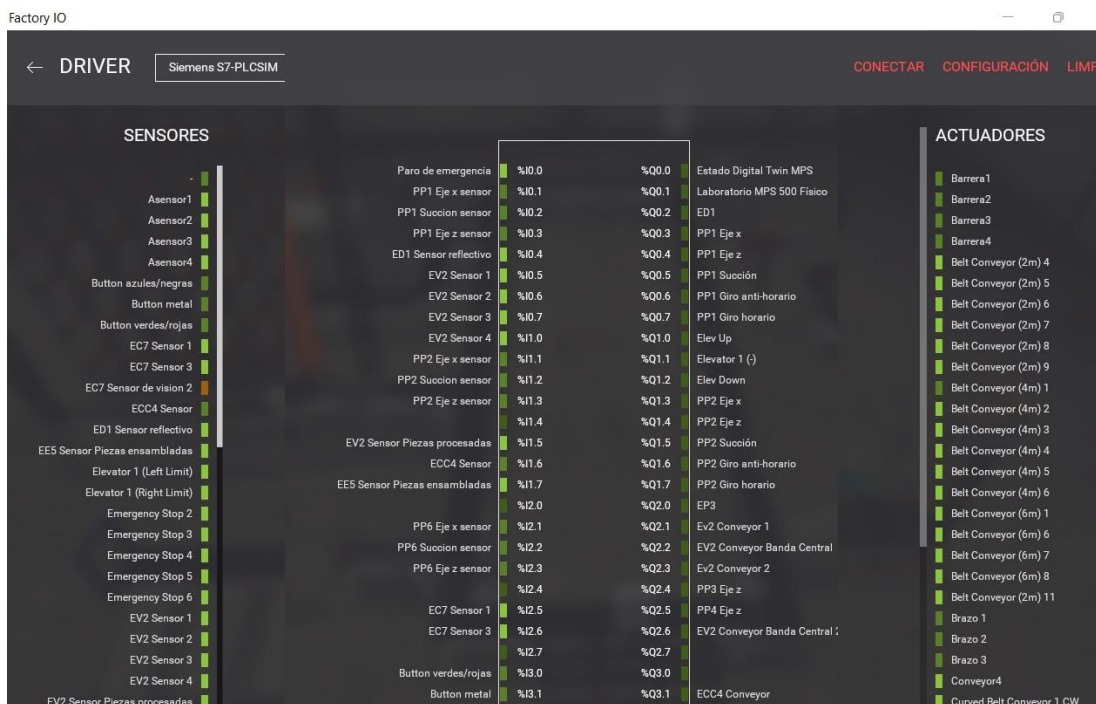 Factory IO
← DRIVER Siemens S7-PLCSIM CONECTAR CONFIGURACIÓN LIMP
SENSORES
-
Asensor1
Asensor2
Asensor3
Asensor4
Button azules/negras
Button metal
Button verdes/rojas
EC7 Sensor 1
EC7 Sensor 3
EC7 Sensor de vision 2
ECC4 Sensor
ED1 Sensor reflectivo
EE5 Sensor Piezas ensambladas
Elevator 1 (Left Limit)
Elevator 1 (Right Limit)
Emergency Stop 2
Emergency Stop 3
Emergency Stop 4
Emergency Stop 5
Emergency Stop 6
EV2 Sensor 1
EV2 Sensor 2
EV2 Sensor 3
EV2 Sensor 4
EV2 Sensor Piezas procesadas
Paro de emergencia %I0.0 %Q0.0 Estado Digital Twin MPS
PP1 Eje x sensor %I0.1 %Q0.1 Laboratorio MPS 500 Físico
PP1 Succion sensor %I0.2 %Q0.2 ED1
PP1 Eje z sensor %I0.3 %Q0.3 PP1 Eje x
ED1 Sensor reflectivo %I0.4 %Q0.4 PP1 Eje z
EV2 Sensor 1 %I0.5 %Q0.5 PP1 Succión
EV2 Sensor 2 %I0.6 %Q0.6 PP1 Giro anti-horario
EV2 Sensor 3 %I0.7 %Q0.7 PP1 Giro horario
EV2 Sensor 4 %I1.0 %Q1.0 Elev Up
PP2 Eje x sensor %I1.1 %Q1.1 Elevator 1 (-)
PP2 Succion sensor %I1.2 %Q1.2 Elev Down
PP2 Eje z sensor %I1.3 %Q1.3 PP2 Eje x
%I1.4 %Q1.4 PP2 Eje z
EV2 Sensor Piezas procesadas %I1.5 %Q1.5 PP2 Succión
ECC4 Sensor %I1.6 %Q1.6 PP2 Giro anti-horario
EE5 Sensor Piezas ensambladas %I1.7 %Q1.7 PP2 Giro horario
%I2.0 %Q2.0 EP3
PP6 Eje x sensor %I2.1 %Q2.1 Ev2 Conveyor 1
PP6 Succion sensor %I2.2 %Q2.2 EV2 Conveyor Banda Central
PP6 Eje z sensor %I2.3 %Q2.3 Ev2 Conveyor 2
%I2.4 %Q2.4 PP3 Eje z
EC7 Sensor 1 %I2.5 %Q2.5 PP4 Eje z
EC7 Sensor 3 %I2.6 %Q2.6 EV2 Conveyor Banda Central 2
%I2.7 %Q2.7
Button verdes/rojas %I3.0 %Q3.0
Button metal %I3.1 %Q3.1 ECC4 Conveyor
ACTUADORES
Barrera1
Barrera2
Barrera3
Barrera4
Belt Conveyor (2m) 4
Belt Conveyor (2m) 5
Belt Conveyor (2m) 6
Belt Conveyor (2m) 7
Belt Conveyor (2m) 8
Belt Conveyor (2m) 9
Belt Conveyor (4m) 1
Belt Conveyor (4m) 2
Belt Conveyor (4m) 3
Belt Conveyor (4m) 4
Belt Conveyor (4m) 5
Belt Conveyor (4m) 6
Belt Conveyor (6m) 1
Belt Conveyor (6m) 6
Belt Conveyor (6m) 7
Belt Conveyor (6m) 8
Belt Conveyor (2m) 11
Brazo 1
Brazo 2
Brazo 3
Conveyor4
Curved Belt Conveyor 1 CW